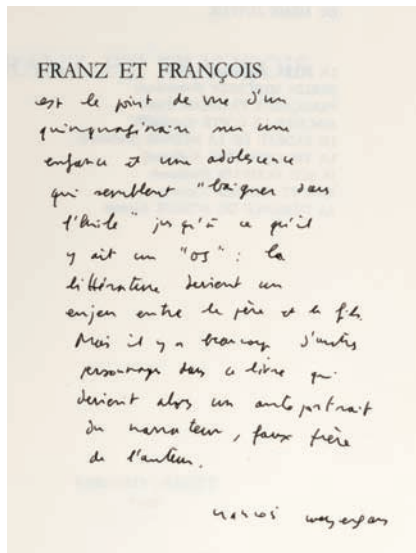 FRANZ ET FRANÇOIS
est le point de vue d'un
quinquagénaire sur une
enfance et une adolescence
qui semblent "baigner dans
l'huile" jusqu'à ce qu'il
y ait un "os" : la
littérature devient un
enjeu entre le père et le fils.
Mais il y a beaucoup d'autres
personnages dans ce livre qui
devient alors un autoportrait
du narrateur, faux frère
de l'auteur.
françois weyergans